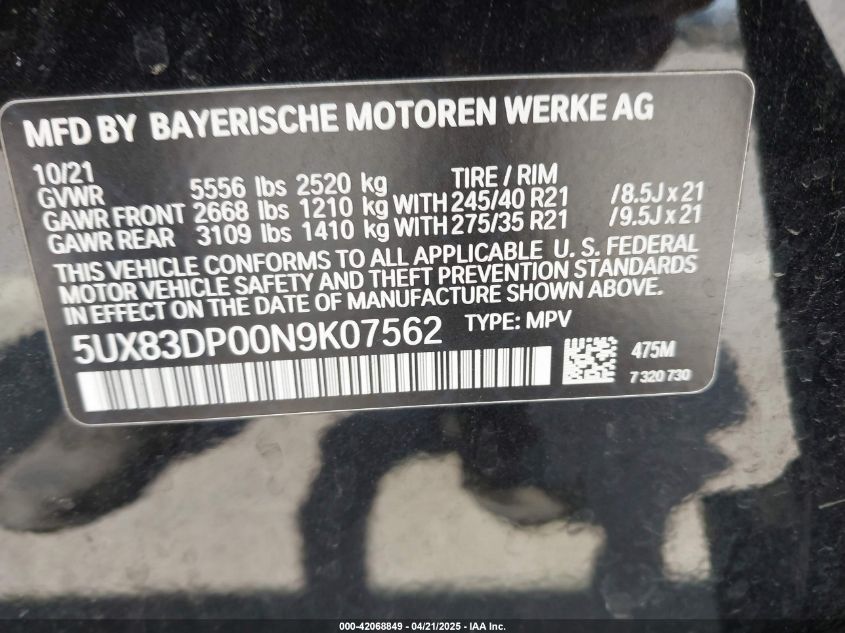 MFD BY BAYERISCHE MOTOREN WERKE AG
10/21 TIRE / RIM
GVWR 5556 lbs 2520 kg
GAWR FRONT 2668 lbs 1210 kg WITH 245/40 R21 /8.5J x 21
GAWR REAR 3109 lbs 1410 kg WITH 275/35 R21 /9.5J x 21
THIS VEHICLE CONFORMS TO ALL APPLICABLE U. S. FEDERAL
MOTOR VEHICLE SAFETY AND THEFT PREVENTION STANDARDS
IN EFFECT ON THE DATE OF MANUFACTURE SHOWN ABOVE.
5UX83DP00N9K07562 TYPE: MPV
475M
7 320 730
000-42068849 - 04/21/2025 - IAA Inc.